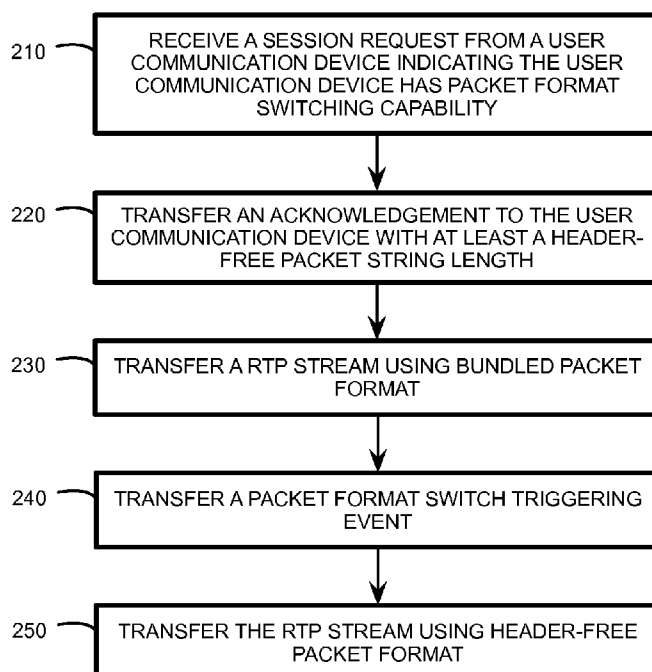 210
RECEIVE A SESSION REQUEST FROM A USER
COMMUNICATION DEVICE INDICATING THE USER
COMMUNICATION DEVICE HAS PACKET FORMAT
SWITCHING CAPABILITY
220
TRANSFER AN ACKNOWLEDGEMENT TO THE USER
COMMUNICATION DEVICE WITH AT LEAST A HEADER-
FREE PACKET STRING LENGTH
230
TRANSFER A RTP STREAM USING BUNDLED PACKET
FORMAT
240
TRANSFER A PACKET FORMAT SWITCH TRIGGERING
EVENT
250
TRANSFER THE RTP STREAM USING HEADER-FREE
PACKET FORMAT